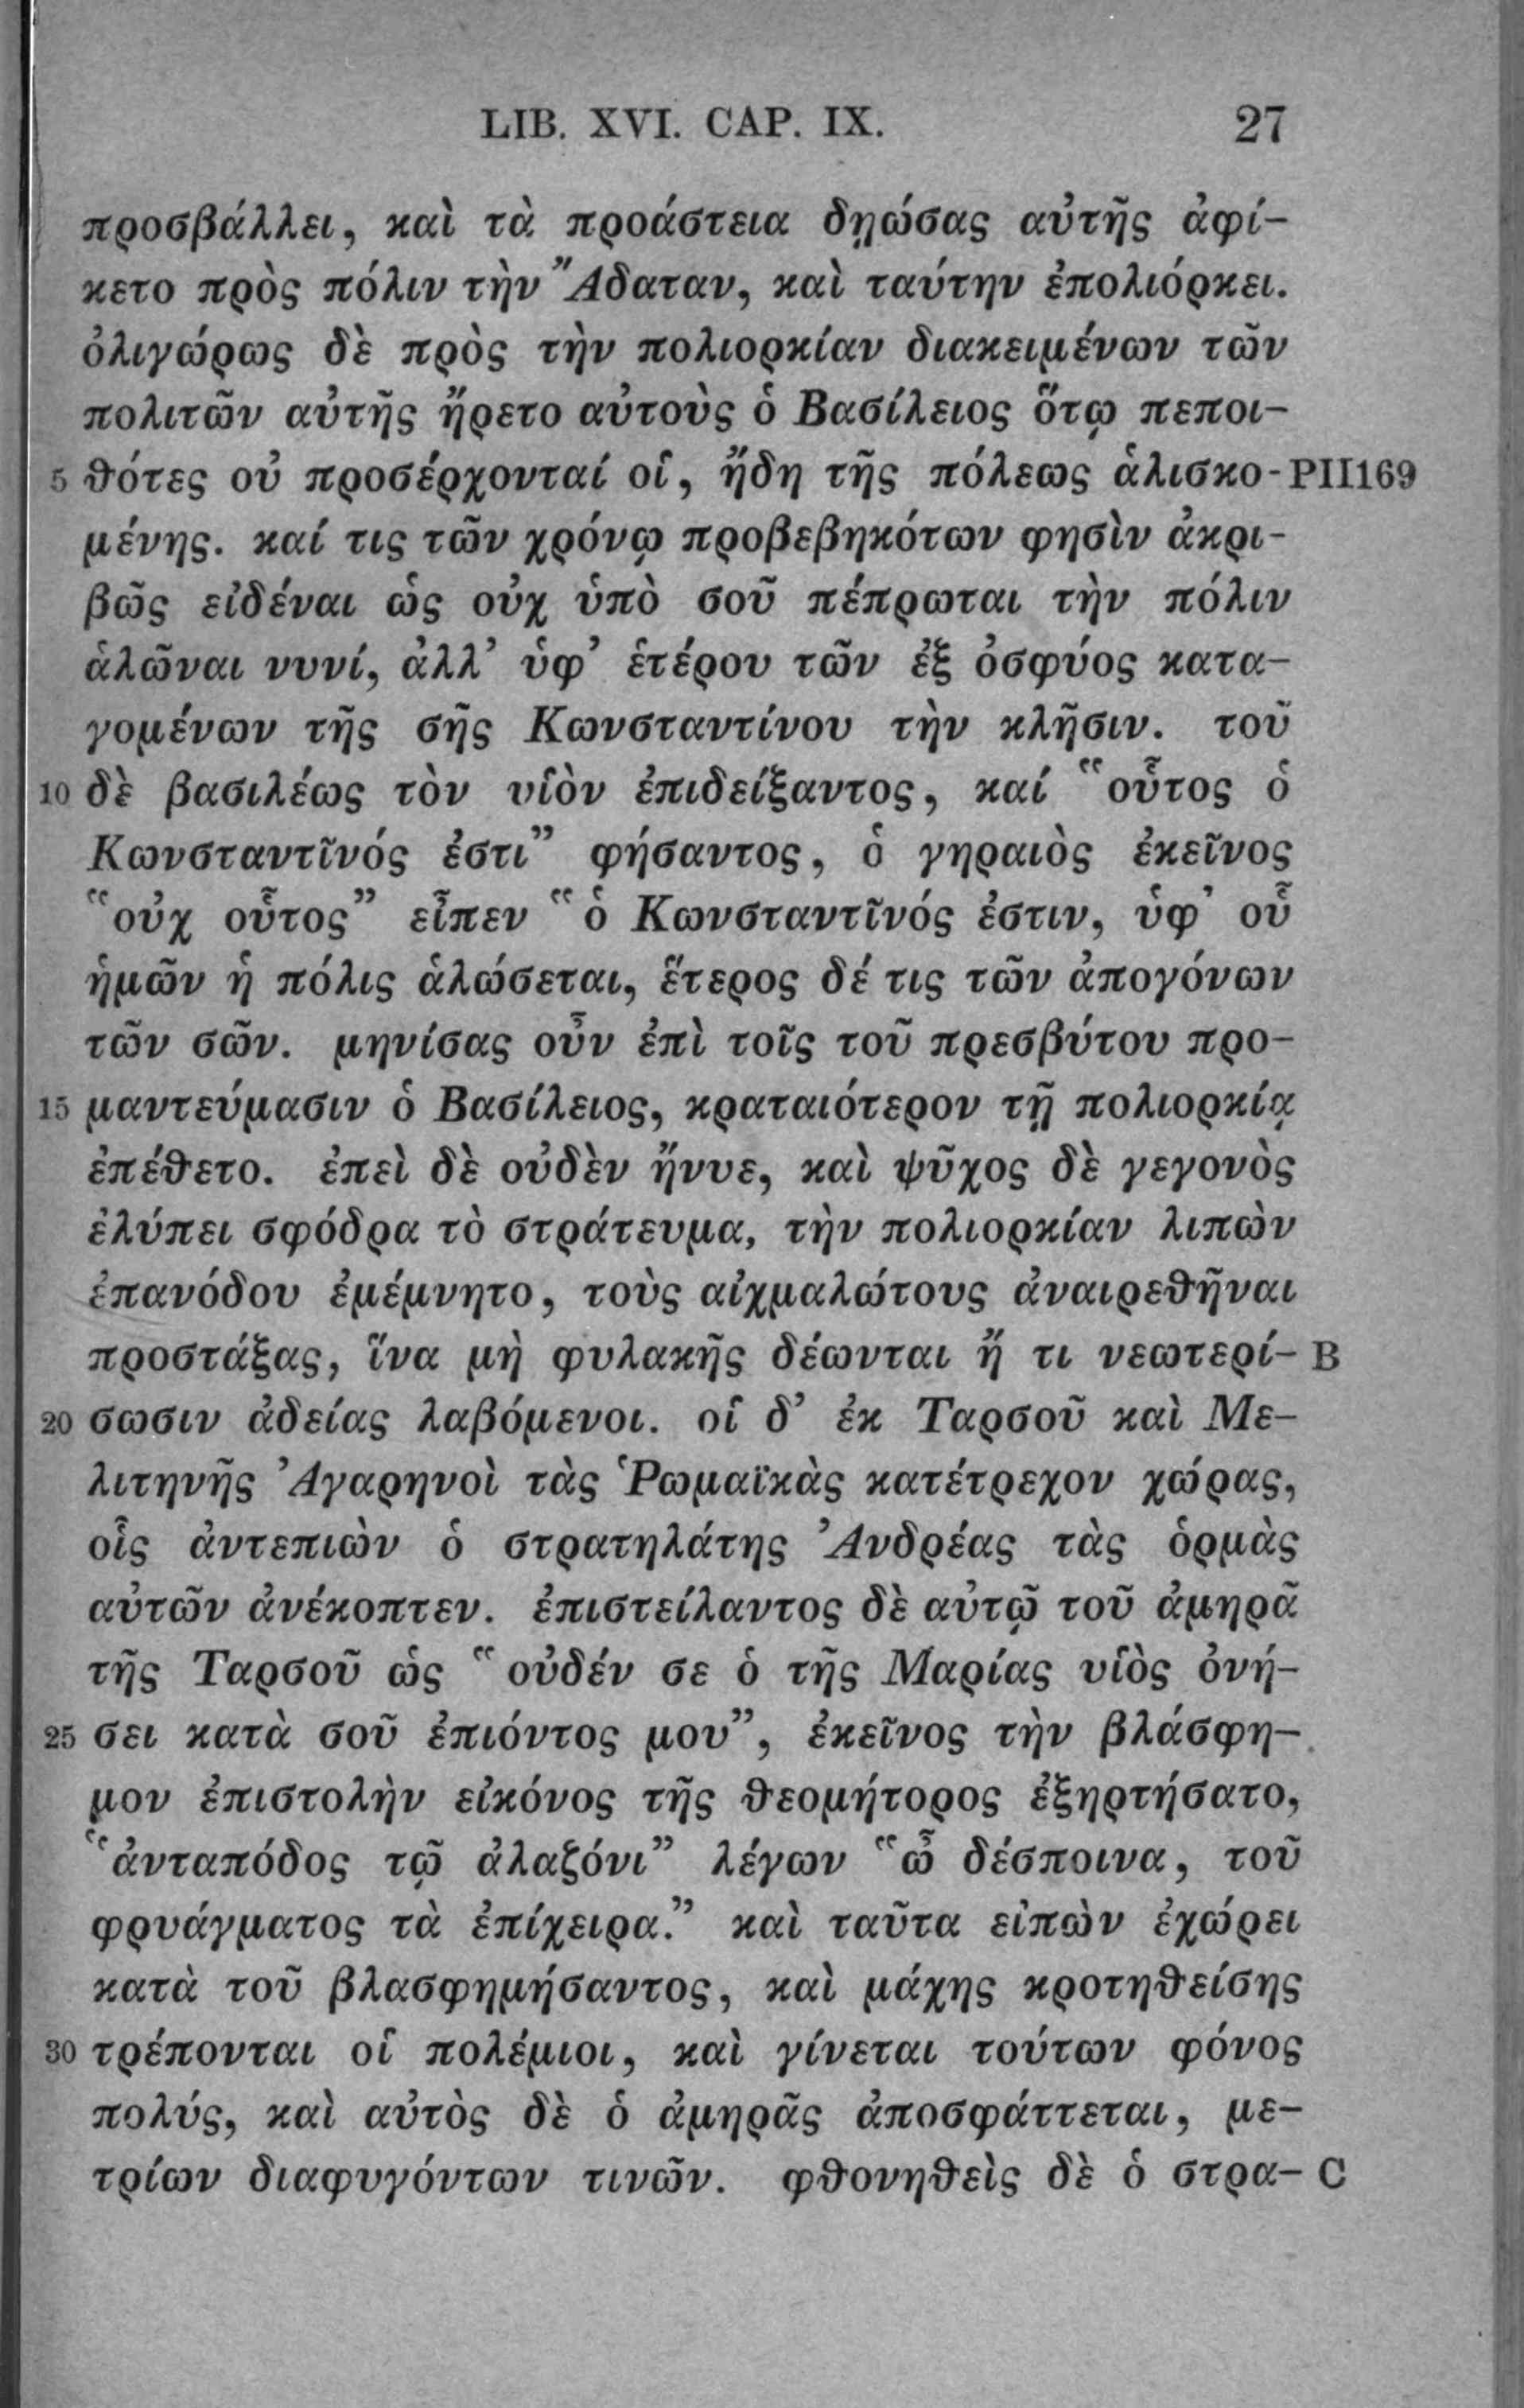 LIB. XVI. CAP. IX. 27
προσβάλλει, καὶ τὰ προάστεια δῃώσας αὐτῆς ἀφί-
κετο πρὸς πόλιν τὴν Ἄδαταν, καὶ ταύτην ἐπολιόρκει.
ὀλιγώρως δὲ πρὸς τὴν πολιορκίαν διακειμένων τῶν
πολιτῶν αὐτῆς ἤρετο αὐτοὺς ὁ Βασίλειος ὅτῳ πεποι-
5 θότες οὐ προσέρχονταί οἱ, ἤδη τῆς πόλεως ἁλισκο- PII169
μένης. καί τις τῶν χρόνῳ προβεβηκότων φησὶν ἀκρι-
βῶς εἰδέναι ὡς οὐχ ὑπὸ σοῦ πέπρωται τὴν πόλιν
ἁλῶναι νυνί, ἀλλ’ ὑφ’ ἑτέρου τῶν ἐξ ὀσφύος κατα-
γομένων τῆς σῆς Κωνσταντίνου τὴν κλῆσιν. τοῦ
10 δὲ βασιλέως τὸν υἱὸν ἐπιδείξαντος, καί “οὗτος ὁ
Κωνσταντῖνός ἐστι” φήσαντος, ὁ γηραιὸς ἐκεῖνος
“οὐχ οὗτος” εἶπεν “ὁ Κωνσταντῖνός ἐστιν, ὑφ’ οὗ
ἡμῶν ἡ πόλις ἁλώσεται, ἕτερος δέ τις τῶν ἀπογόνων
τῶν σῶν. μηνίσας οὖν ἐπὶ τοῖς τοῦ πρεσβύτου προ-
15 μαντεύμασιν ὁ Βασίλειος, κραταιότερον τῇ πολιορκίᾳ
ἐπέθετο. ἐπεὶ δὲ οὐδὲν ἤνυε, καὶ ψῦχος δὲ γεγονὸς
ἐλύπει σφόδρα τὸ στράτευμα, τὴν πολιορκίαν λιπὼν
ἐπανόδου ἐμέμνητο, τοὺς αἰχμαλώτους ἀναιρεθῆναι
προστάξας, ἵνα μὴ φυλακῆς δέωνται ἤ τι νεωτερί- B
20 σωσιν ἀδείας λαβόμενοι. οἱ δ’ ἐκ Ταρσοῦ καὶ Με-
λιτηνῆς Ἀγαρηνοὶ τὰς Ῥωμαϊκὰς κατέτρεχον χώρας,
οἷς ἀντεπιὼν ὁ στρατηλάτης Ἀνδρέας τὰς ὁρμὰς
αὐτῶν ἀνέκοπτεν. ἐπιστείλαντος δὲ αὐτῷ τοῦ ἀμηρᾶ
τῆς Ταρσοῦ ὡς “οὐδέν σε ὁ τῆς Μαρίας υἱὸς ὀνή-
25 σει κατὰ σοῦ ἐπιόντος μου”, ἐκεῖνος τὴν βλάσφη-
μον ἐπιστολὴν εἰκόνος τῆς θεομήτορος ἐξηρτήσατο,
“ἀνταπόδος τῷ ἀλαζόνι” λέγων “ὦ δέσποινα, τοῦ
φρυάγματος τὰ ἐπίχειρα.” καὶ ταῦτα εἰπὼν ἐχώρει
κατὰ τοῦ βλασφημήσαντος, καὶ μάχης κροτηθείσης
30 τρέπονται οἱ πολέμιοι, καὶ γίνεται τούτων φόνος
πολύς, καὶ αὐτὸς δὲ ὁ ἀμηρᾶς ἀποσφάττεται, με-
τρίων διαφυγόντων τινῶν. φθονηθεὶς δὲ ὁ στρα- C